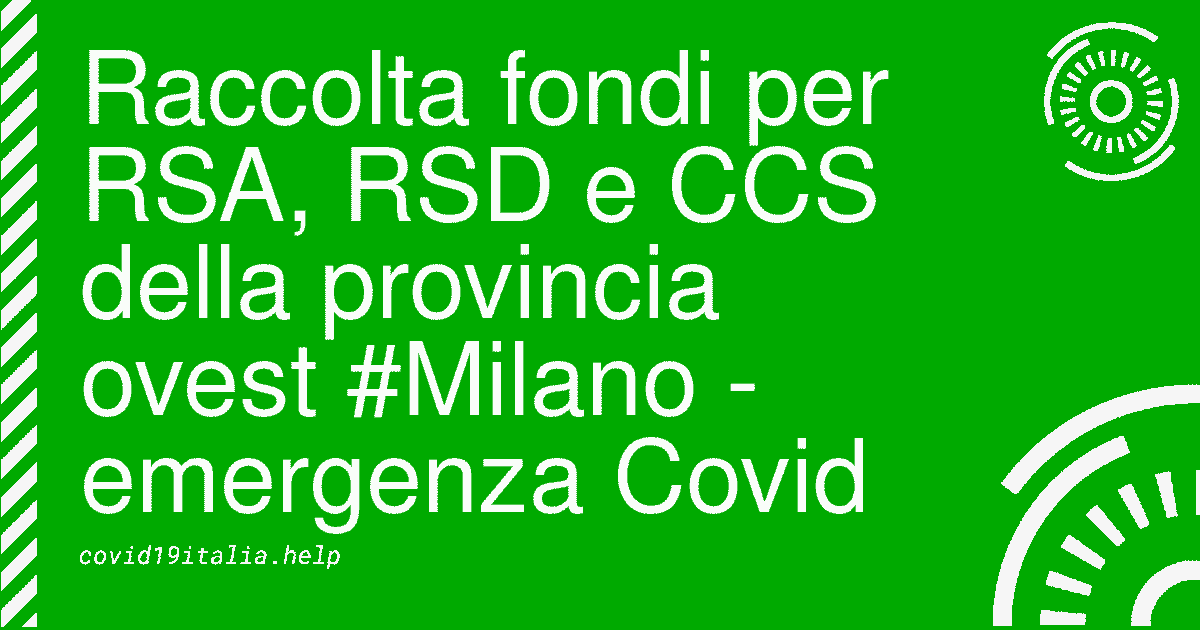 Raccolta fondi per
RSA, RSD e CCS
della provincia
ovest #Milano -
emergenza Covid
covid19italia.help